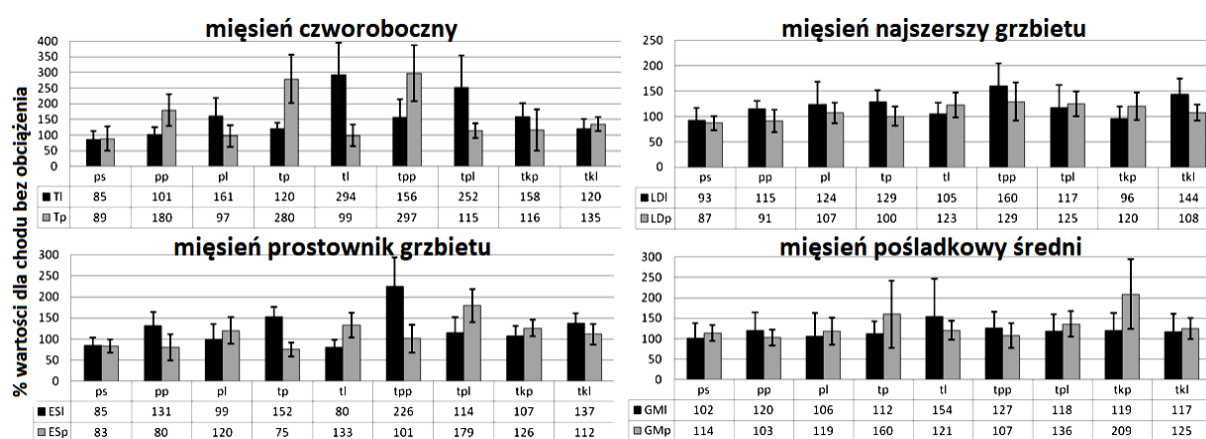 % wartości dla chodu bez obciążenia
mięsień czworoboczny
400
350
300
250
200
150
100
50
0
ps pp pl tp tl tpp tpl tkp tkl
Tl 85 101 161 120 294 156 252 158 120
Tp 89 180 97 280 99 297 115 116 135
mięsień najszerszy grzbietu
250
200
150
100
50
0
ps pp pl tp tl tpp tpl tkp tkl
LDl 93 115 124 129 105 160 117 96 144
LDp 87 91 107 100 123 129 125 120 108
mięsień prostownik grzbietu
300
250
200
150
100
50
0
ps pp pl tp tl tpp tpl tkp tkl
ESl 85 131 99 152 80 226 114 107 137
ESp 83 80 120 75 133 101 179 126 112
mięsień pośladkowy średni
300
250
200
150
100
50
0
ps pp pl tp tl tpp tpl tkp tkl
GMl 102 120 106 112 154 127 118 119 117
GMp 114 103 119 160 121 107 136 209 125